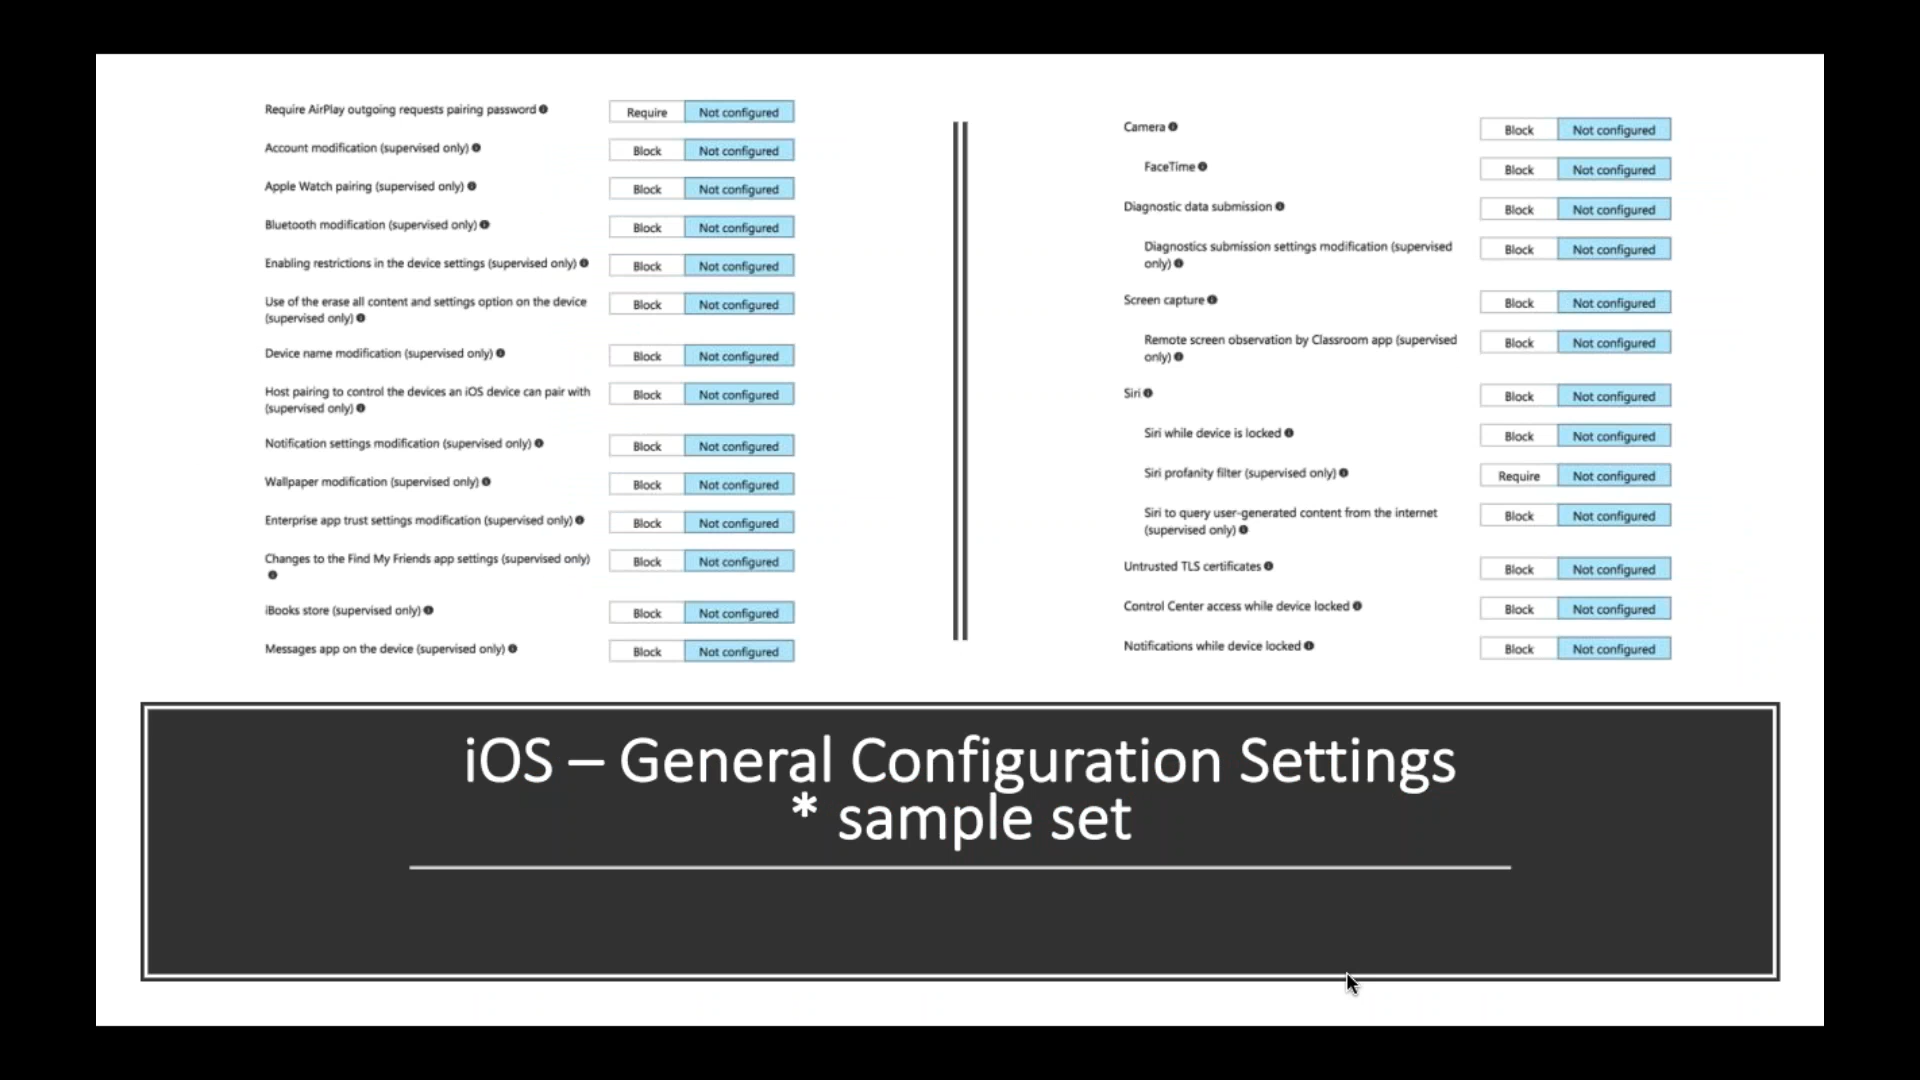 Require AirPlay outgoing requests pairing password
Require Not configured
Account modification (supervised only)
Block Not configured
Apple Watch pairing (supervised only)
Block Not configured
Bluetooth modification (supervised only)
Block Not configured
Enabling restrictions in the device settings (supervised only)
Block Not configured
Use of the erase all content and settings option on the device
(supervised only)
Block Not configured
Device name modification (supervised only)
Block Not configured
Host pairing to control the devices an iOS device can pair with
(supervised only)
Block Not configured
Notification settings modification (supervised only)
Block Not configured
Wallpaper modification (supervised only)
Block Not configured
Enterprise app trust settings modification (supervised only)
Block Not configured
Changes to the Find My Friends app settings (supervised only)
Block Not configured
iBooks store (supervised only)
Block Not configured
Messages app on the device (supervised only)
Block Not configured
Camera
Block Not configured
FaceTime
Block Not configured
Diagnostic data submission
Block Not configured
Diagnostics submission settings modification (supervised
only)
Block Not configured
Screen capture
Block Not configured
Remote screen observation by Classroom app (supervised
only)
Block Not configured
Siri
Block Not configured
Siri while device is locked
Block Not configured
Siri profanity filter (supervised only)
Require Not configured
Siri to query user-generated content from the internet
(supervised only)
Block Not configured
Untrusted TLS certificates
Block Not configured
Control Center access while device locked
Block Not configured
Notifications while device locked
Block Not configured
iOS – General Configuration Settings
* sample set